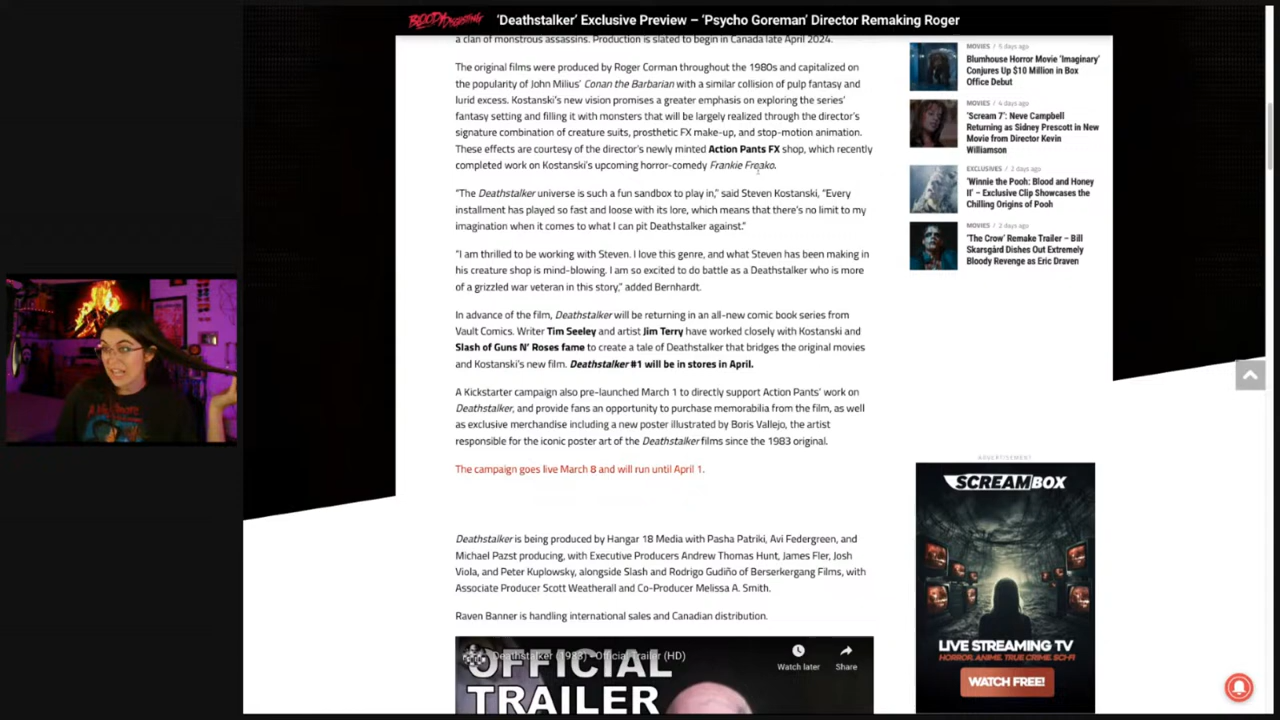 BLOODY DISGUSTING
‘Deathstalker’ Exclusive Preview – ‘Psycho Goreman’ Director Remaking Roger
a clan of monstrous assassins. Production is slated to begin in Canada late April 2024.
The original films were produced by Roger Corman throughout the 1980s and capitalized on
the popularity of John Milius’ Conan the Barbarian with a similar collision of pulp fantasy and
lurid excess. Kostanski’s new vision promises a greater emphasis on exploring the series’
fantasy setting and filling it with monsters that will be largely realized through the director’s
signature combination of creature suits, prosthetic FX make-up, and stop-motion animation.
These effects are courtesy of the director’s newly minted Action Pants FX shop, which recently
completed work on Kostanski’s upcoming horror-comedy Frankie Freako.
“The Deathstalker universe is such a fun sandbox to play in,” said Steven Kostanski, “Every
installment has played so fast and loose with its lore, which means that there’s no limit to my
imagination when it comes to what I can pit Deathstalker against.”
“I am thrilled to be working with Steven. I love this genre, and what Steven has been making in
his creature shop is mind-blowing. I am so excited to do battle as a Deathstalker who is more
of a grizzled war veteran in this story,” added Bernhardt.
In advance of the film, Deathstalker will be returning in an all-new comic book series from
Vault Comics. Writer Tim Seeley and artist Jim Terry have worked closely with Kostanski and
Slash of Guns N’ Roses fame to create a tale of Deathstalker that bridges the original movies
and Kostanski’s new film. Deathstalker #1 will be in stores in April.
A Kickstarter campaign also pre-launched March 1 to directly support Action Pants’ work on
Deathstalker, and provide fans an opportunity to purchase memorabilia from the film, as well
as exclusive merchandise including a new poster illustrated by Boris Vallejo, the artist
responsible for the iconic poster art of the Deathstalker films since the 1983 original.
The campaign goes live March 8 and will run until April 1.
Deathstalker is being produced by Hangar 18 Media with Pasha Patriki, Avi Federgreen, and
Michael Pazst producing, with Executive Producers Andrew Thomas Hunt, James Fler, Josh
Viola, and Peter Kuplowsky, alongside Slash and Rodrigo Gudiño of Berserkergang Films, with
Associate Producer Scott Weatherall and Co-Producer Melissa A. Smith.
Raven Banner is handling international sales and Canadian distribution.
Deathstalker (1983) - Official Trailer (HD)
Watch later
Share
OFFICIAL
TRAILER
MOVIES / 5 days ago
Blumhouse Horror Movie ‘Imaginary’
Conjures Up $10 Million in Box
Office Debut
MOVIES / 4 days ago
‘Scream 7’: Neve Campbell
Returning as Sidney Prescott in New
Movie from Director Kevin
Williamson
EXCLUSIVES / 2 days ago
‘Winnie the Pooh: Blood and Honey
II’ – Exclusive Clip Showcases the
Chilling Origins of Pooh
MOVIES / 2 days ago
‘The Crow’ Remake Trailer – Bill
Skarsgård Dishes Out Extremely
Bloody Revenge as Eric Draven
ADVERTISEMENT
SCREAMBOX
LIVE STREAMING TV
HORROR. ANIME. TRUE CRIME. SCI-FI
WATCH FREE!